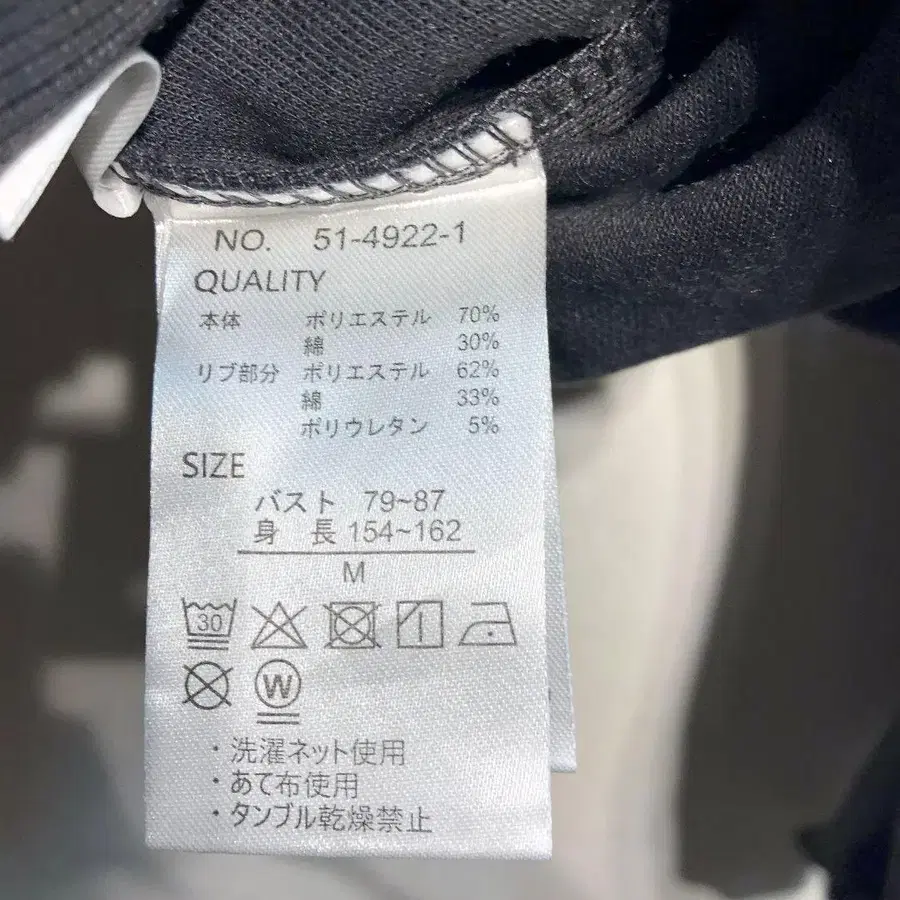 NO. 51-4922-1
QUALITY
本体 ポリエステル 70%
綿 30%
リブ部分 ポリエステル 62%
綿 33%
ポリウレタン 5%
SIZE
バスト 79~87
身 長 154~162
M
30
W
・洗濯ネット使用
・あて布使用
・タンブル乾燥禁止